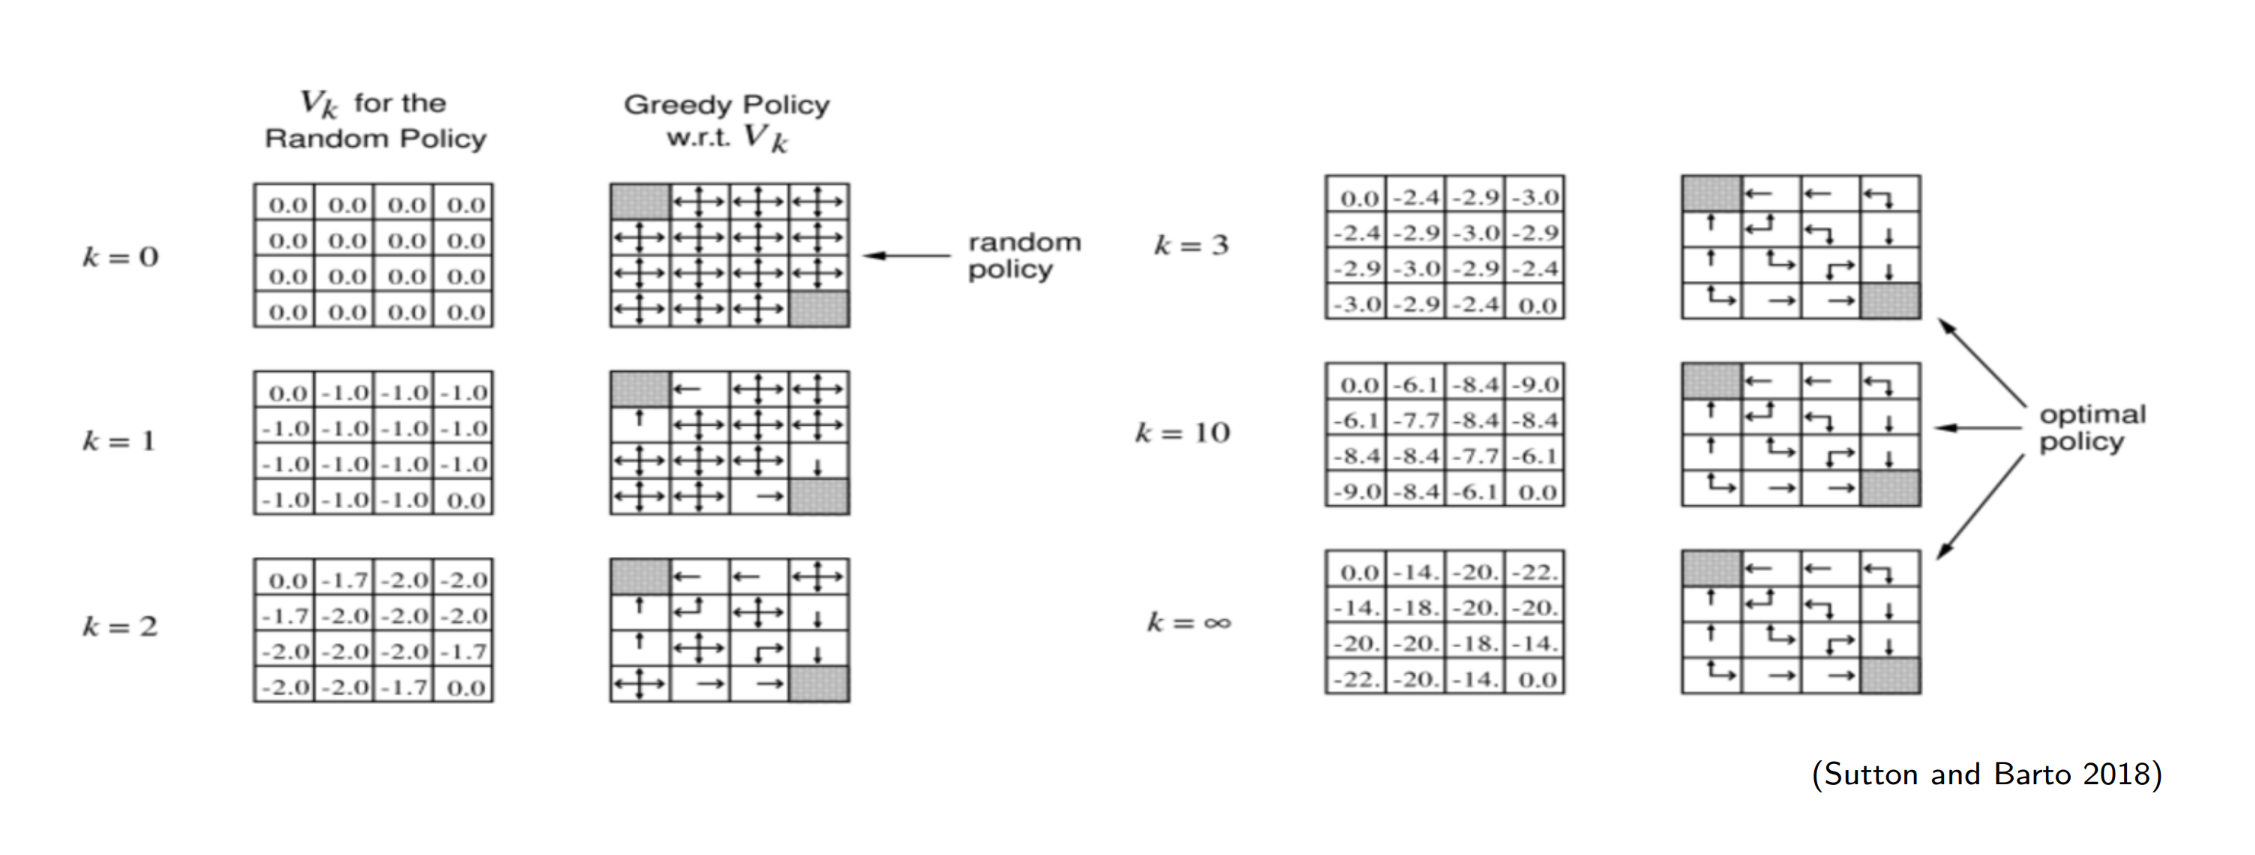 V_k for the
Random Policy
Greedy Policy
w.r.t. V_k
k = 0
0.0 0.0 0.0 0.0
0.0 0.0 0.0 0.0
0.0 0.0 0.0 0.0
0.0 0.0 0.0 0.0
random
policy
k = 1
0.0 -1.0 -1.0 -1.0
-1.0 -1.0 -1.0 -1.0
-1.0 -1.0 -1.0 -1.0
-1.0 -1.0 -1.0 0.0
k = 2
0.0 -1.7 -2.0 -2.0
-1.7 -2.0 -2.0 -2.0
-2.0 -2.0 -2.0 -1.7
-2.0 -2.0 -1.7 0.0
k = 3
0.0 -2.4 -2.9 -3.0
-2.4 -2.9 -3.0 -2.9
-2.9 -3.0 -2.9 -2.4
-3.0 -2.9 -2.4 0.0
k = 10
0.0 -6.1 -8.4 -9.0
-6.1 -7.7 -8.4 -8.4
-8.4 -8.4 -7.7 -6.1
-9.0 -8.4 -6.1 0.0
optimal
policy
k = ∞
0.0 -14. -20. -22.
-14. -18. -20. -20.
-20. -20. -18. -14.
-22. -20. -14. 0.0
(Sutton and Barto 2018)